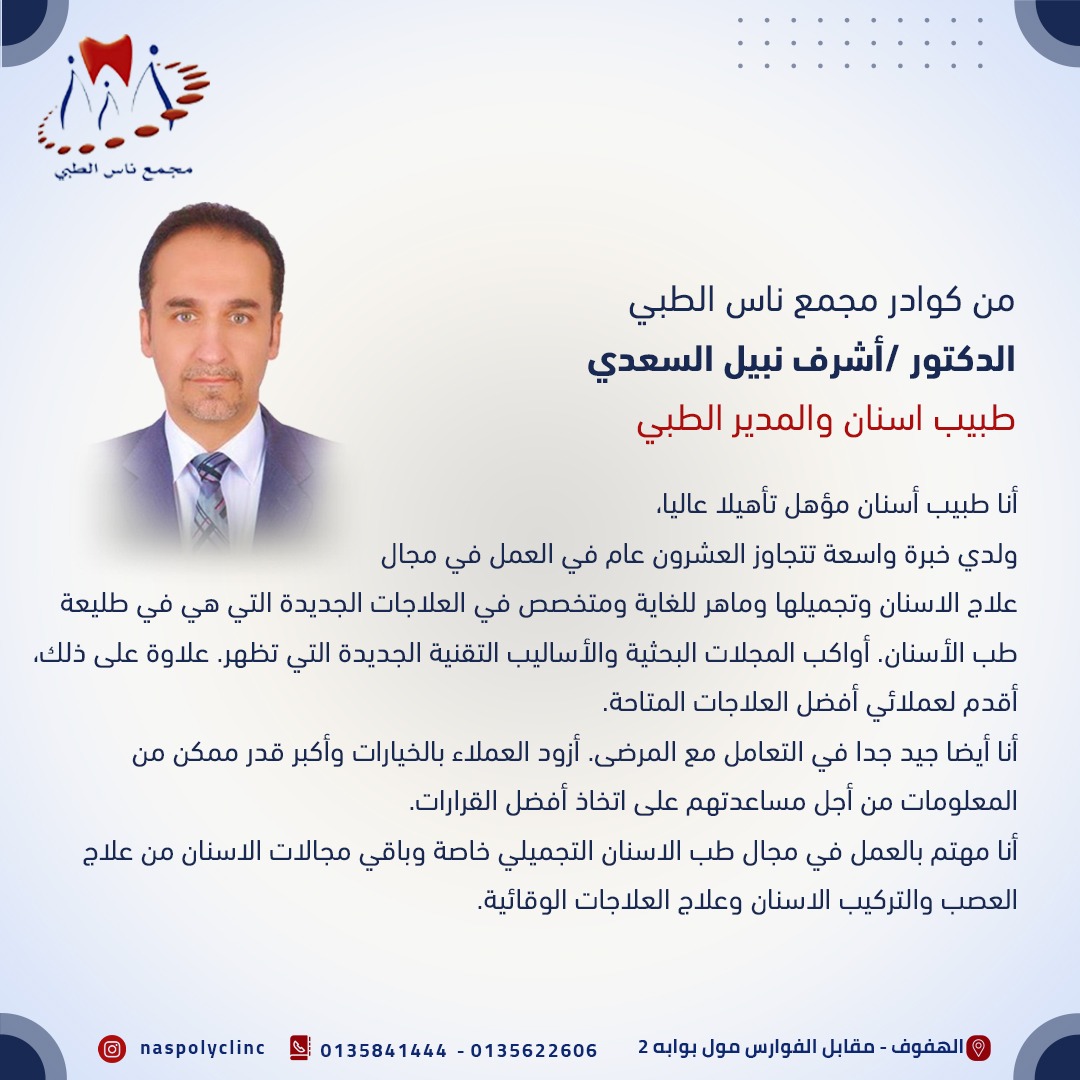 مجمع ناس الطبي
من كوادر مجمع ناس الطبي
الدكتور /أشرف نبيل السعدي
طبيب اسنان والمدير الطبي
أنا طبيب أسنان مؤهل تأهيلا عاليا،
ولدي خبرة واسعة تتجاوز العشرون عام في العمل في مجال
علاج الاسنان وتجميلها وماهر للغاية ومتخصص في العلاجات الجديدة التي هي في طليعة
طب الأسنان. أواكب المجلات البحثية والأساليب التقنية الجديدة التي تظهر. علاوة على ذلك،
أقدم لعملائي أفضل العلاجات المتاحة.
أنا أيضا جيد جدا في التعامل مع المرضى. أزود العملاء بالخيارات وأكبر قدر ممكن من
المعلومات من أجل مساعدتهم على اتخاذ أفضل القرارات.
أنا مهتم بالعمل في مجال طب الاسنان التجميلي خاصة وباقي مجالات الاسنان من علاج
العصب والتركيب الاسنان وعلاج العلاجات الوقائية.
الهفوف - مقابل الفوارس مول بوابه 2
0135841444 - 0135622606
naspolyclinc